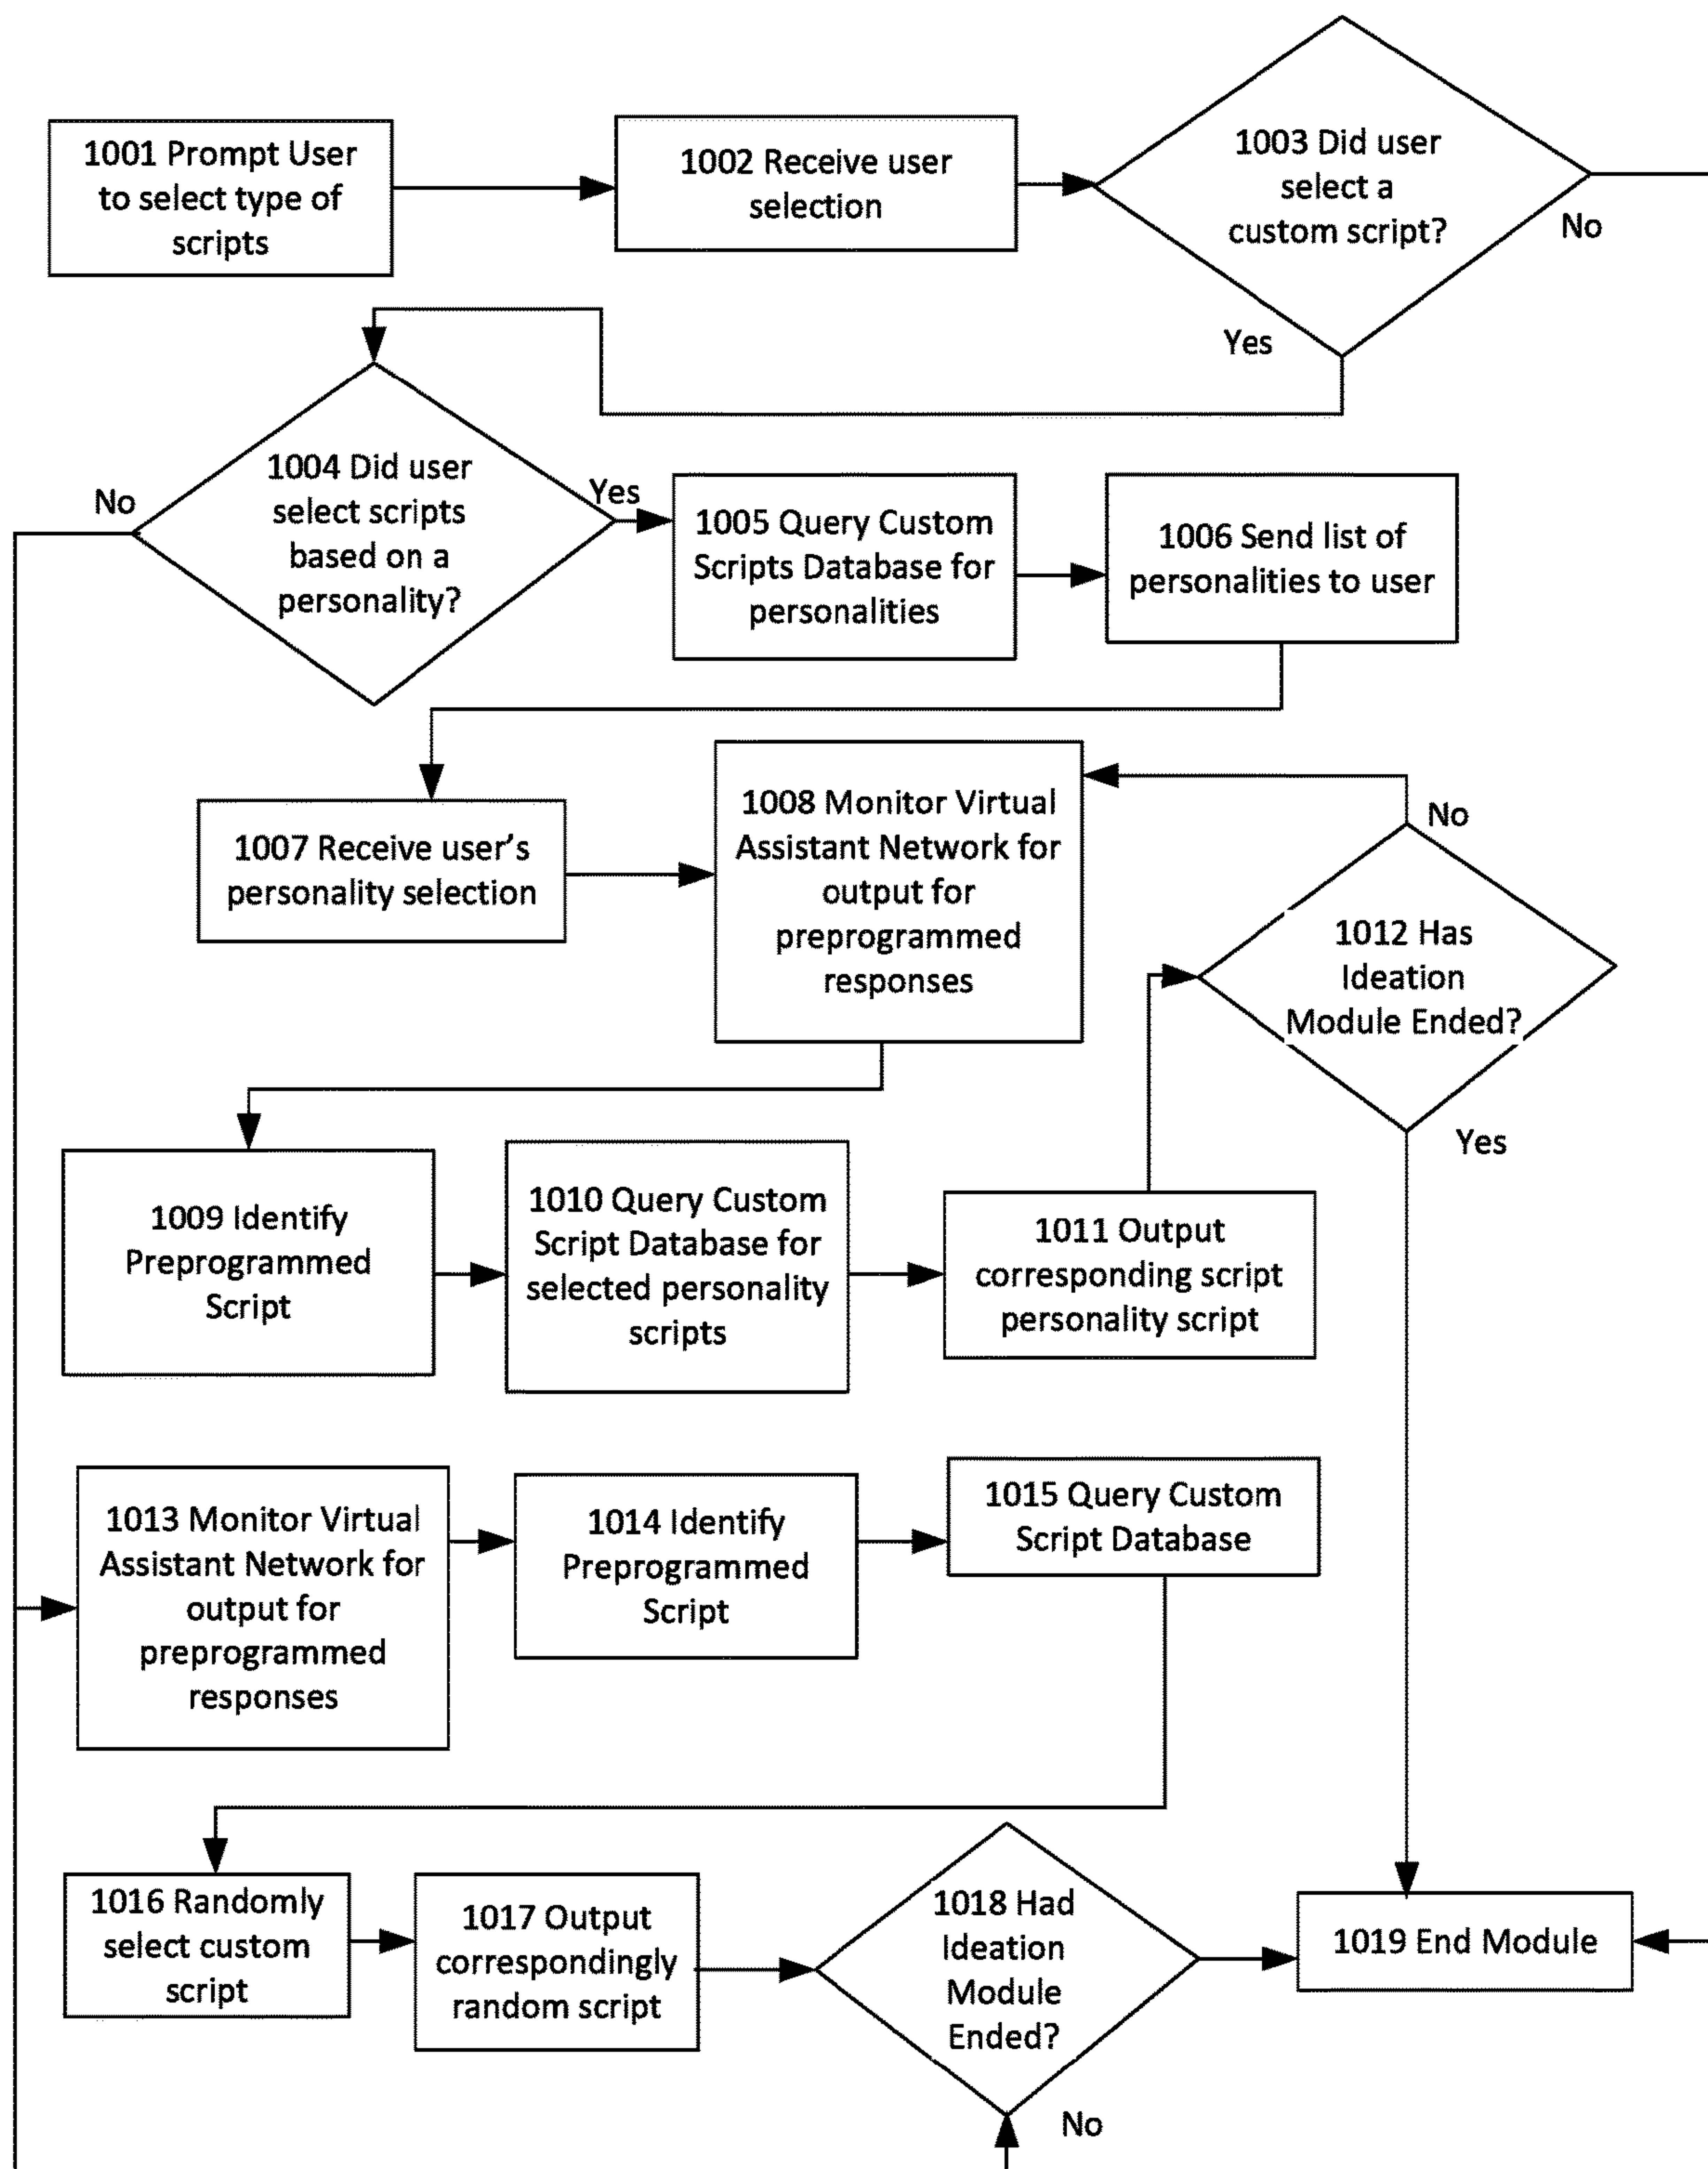 1001 Prompt User
to select type of
scripts
1002 Receive user
selection
1003 Did user
select a
custom script?
No
Yes
1004 Did user
select scripts
based on a
personality?
No
Yes
1005 Query Custom
Scripts Database for
personalities
1006 Send list of
personalities to user
1007 Receive user’s
personality selection
1008 Monitor Virtual
Assistant Network for
output for
preprogrammed
responses
No
1012 Has
Ideation
Module Ended?
Yes
1009 Identify
Preprogrammed
Script
1010 Query Custom
Script Database for
selected personality
scripts
1011 Output
corresponding script
personality script
1013 Monitor Virtual
Assistant Network for
output for
preprogrammed
responses
1014 Identify
Preprogrammed
Script
1015 Query Custom
Script Database
1016 Randomly
select custom
script
1017 Output
correspondingly
random script
1018 Had
Ideation
Module
Ended?
No
1019 End Module